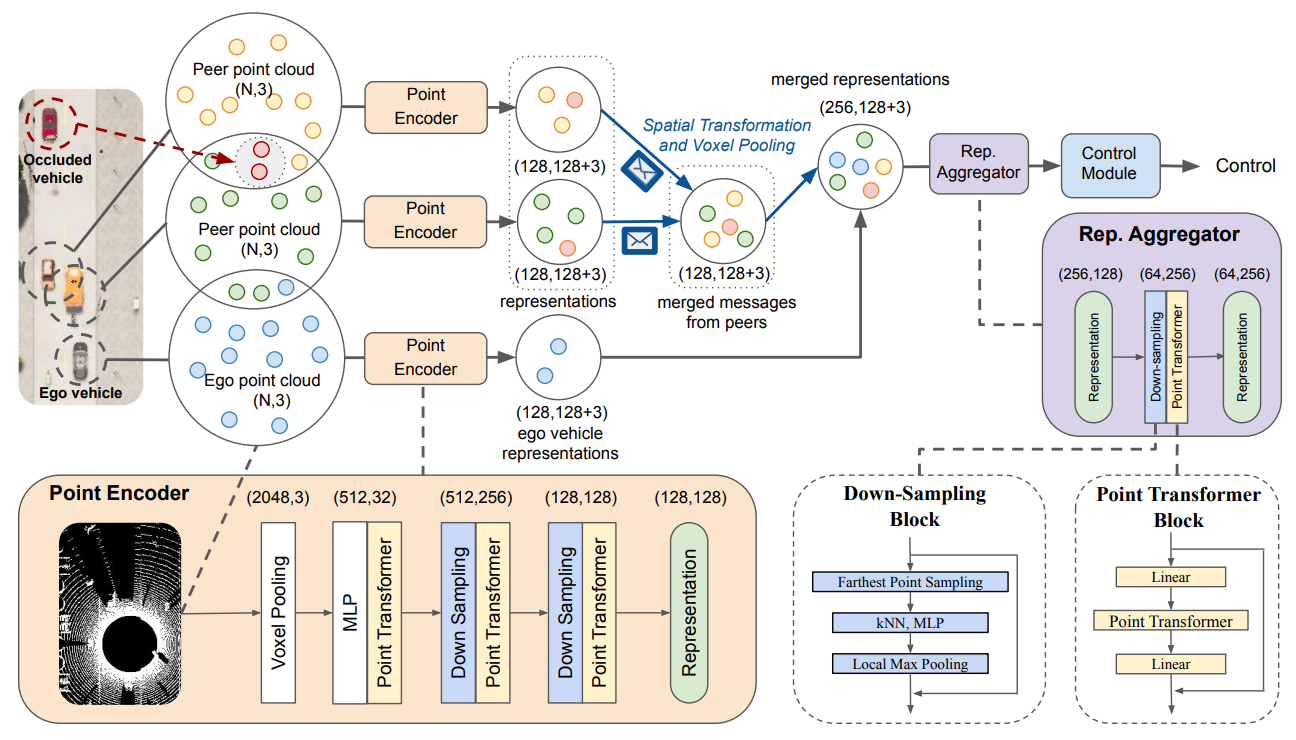 Peer point cloud
(N,3)
Occluded
vehicle
Peer point cloud
(N,3)
Ego point cloud
(N,3)
Ego vehicle
Point
Encoder
Point
Encoder
Point
Encoder
(128,128+3)
(128,128+3)
representations
(128,128+3)
ego vehicle
representations
Spatial Transformation
and Voxel Pooling
(128,128+3)
merged messages
from peers
merged representations
(256,128+3)
Rep.
Aggregator
Control
Module
Control
Rep. Aggregator
(256,128)
(64,256)
(64,256)
Representation
Down-sampling
Point Transformer
Representation
Point Encoder
(2048,3)
(512,32)
(512,256)
(128,128)
(128,128)
Voxel Pooling
MLP
Point Transformer
Down Sampling
Point Transformer
Down Sampling
Point Transformer
Representation
Down-Sampling
Block
Farthest Point Sampling
kNN, MLP
Local Max Pooling
Point Transformer
Block
Linear
Point Transformer
Linear